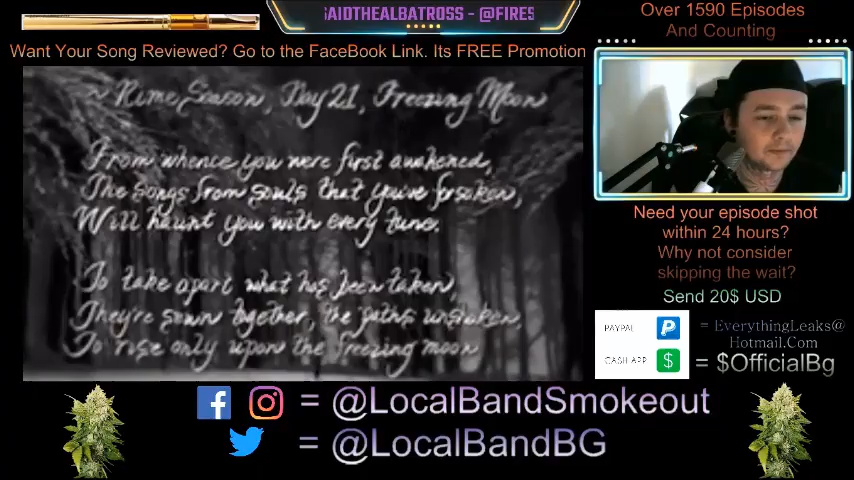 SAIDTHEALBATROSS - @FIRES
Want Your Song Reviewed? Go to the FaceBook Link. Its FREE Promotion
~ Rime Season, Day 21, Freezing Moon
From whence you were first awakened,
The songs from souls that you've forsaken,
Will haunt you with every tune.
To take apart what has been taken,
They're sewn together, the paths unshaken,
To rise only upon the freezing moon
Over 1590 Episodes
And Counting
Need your episode shot
within 24 hours?
Why not consider
skipping the wait?
Send 20$ USD
PAYPAL = EverythingLeaks@
Hotmail.Com
CASH APP $ = $OfficialBg
= @LocalBandSmokeout
= @LocalBandBG